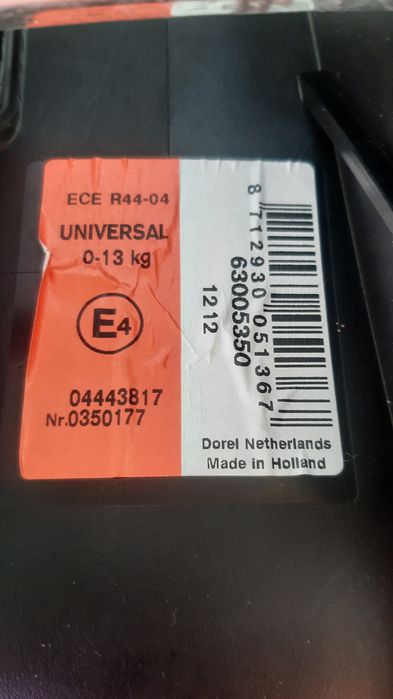 ECE R44-04
UNIVERSAL
0-13 kg
E4
04443817
Nr.0350177
8 712930 051367
63005350
1212
Dorel Netherlands
Made in Holland